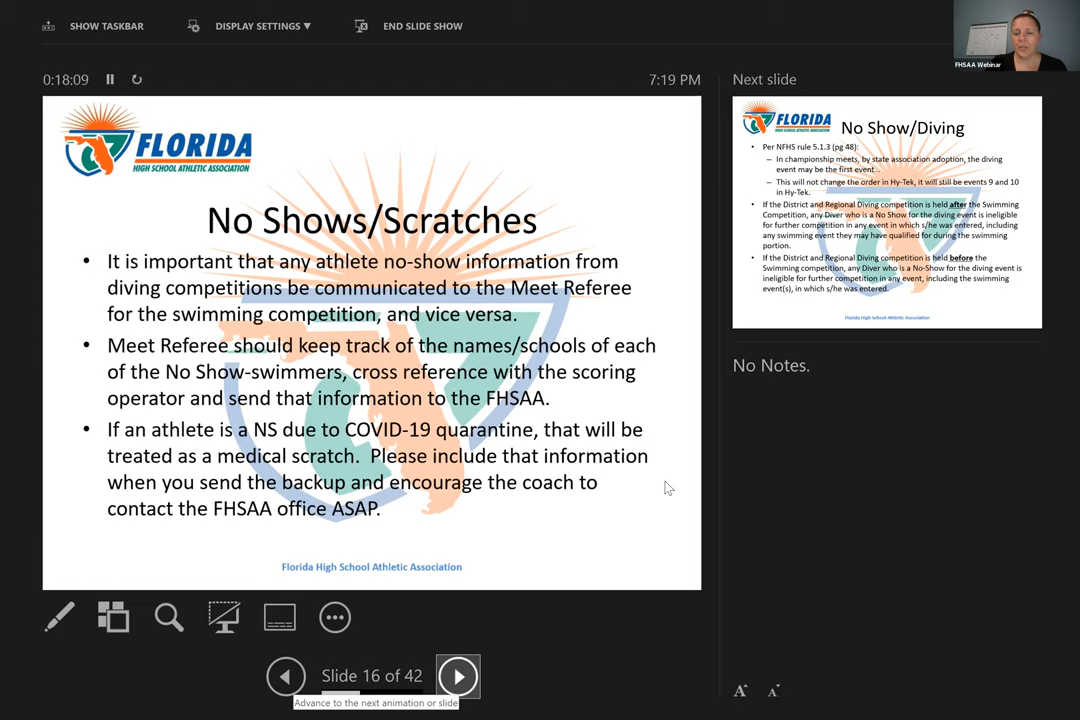 SHOW TASKBAR
DISPLAY SETTINGS ▼
END SLIDE SHOW
FHSAA Webinar
0:18:09
7:19 PM
FLORIDA
HIGH SCHOOL ATHLETIC ASSOCIATION
No Shows/Scratches
• It is important that any athlete no-show information from
diving competitions be communicated to the Meet Referee
for the swimming competition, and vice versa.
• Meet Referee should keep track of the names/schools of each
of the No Show-swimmers, cross reference with the scoring
operator and send that information to the FHSAA.
• If an athlete is a NS due to COVID-19 quarantine, that will be
treated as a medical scratch.  Please include that information
when you send the backup and encourage the coach to
contact the FHSAA office ASAP.
Florida High School Athletic Association
Slide 16 of 42
Advance to the next animation or slide
Next slide
FLORIDA
HIGH SCHOOL ATHLETIC ASSOCIATION
No Show/Diving
• Per NFHS rule 5.1.3 (pg 48):
– In championship meets, by state association adoption, the diving
event may be the first event...
– This will not change the order in Hy-Tek, it will still be events 9 and 10
in Hy-Tek.
• If the District and Regional Diving competition is held after the Swimming
Competition, any Diver who is a No Show for the diving event is ineligible
for further competition in any event in which s/he was entered, including
any swimming event they may have qualified for during the swimming
portion.
• If the District and Regional Diving competition is held before the
Swimming competition, any Diver who is a No-Show for the diving event is
ineligible for further competition in any event, including the swimming
event(s), in which s/he was entered.
Florida High School Athletic Association
No Notes.
A A